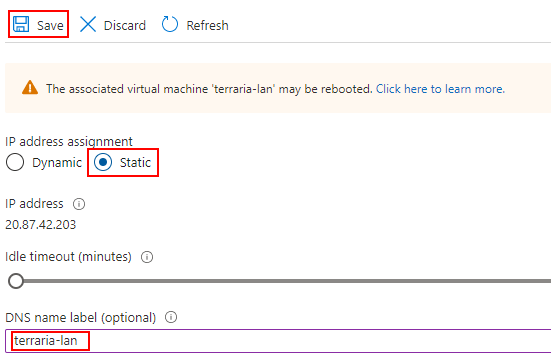 Save Discard Refresh
The associated virtual machine 'terraria-lan' may be rebooted. Click here to learn more.
IP address assignment
Dynamic Static
IP address
20.87.42.203
Idle timeout (minutes)
DNS name label (optional)
terraria-lan